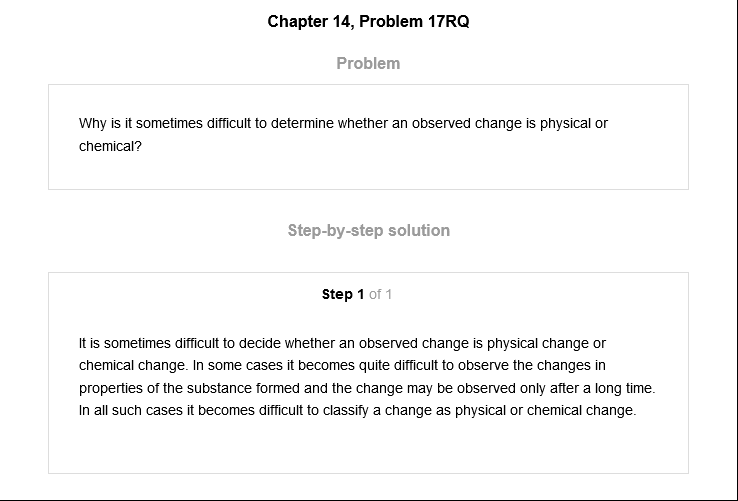 Chapter 14, Problem 17RQ
Problem
Why is it sometimes difficult to determine whether an observed change is physical or
chemical?
Step-by-step solution
Step 1 of 1
It is sometimes difficult to decide whether an observed change is physical change or
chemical change. In some cases it becomes quite difficult to observe the changes in
properties of the substance formed and the change may be observed only after a long time.
In all such cases it becomes difficult to classify a change as physical or chemical change.